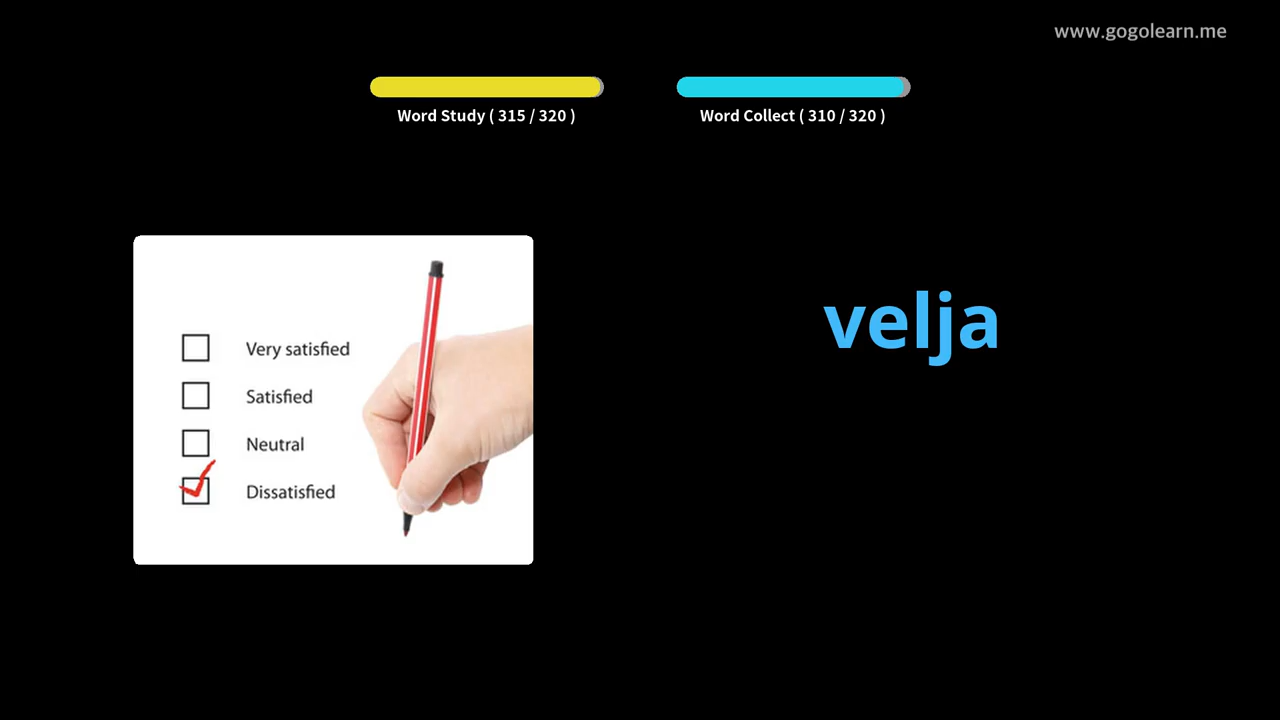 www.gogolearn.me
Word Study ( 315 / 320 )
Word Collect ( 310 / 320 )
velja
Very satisfied
Satisfied
Neutral
Dissatisfied